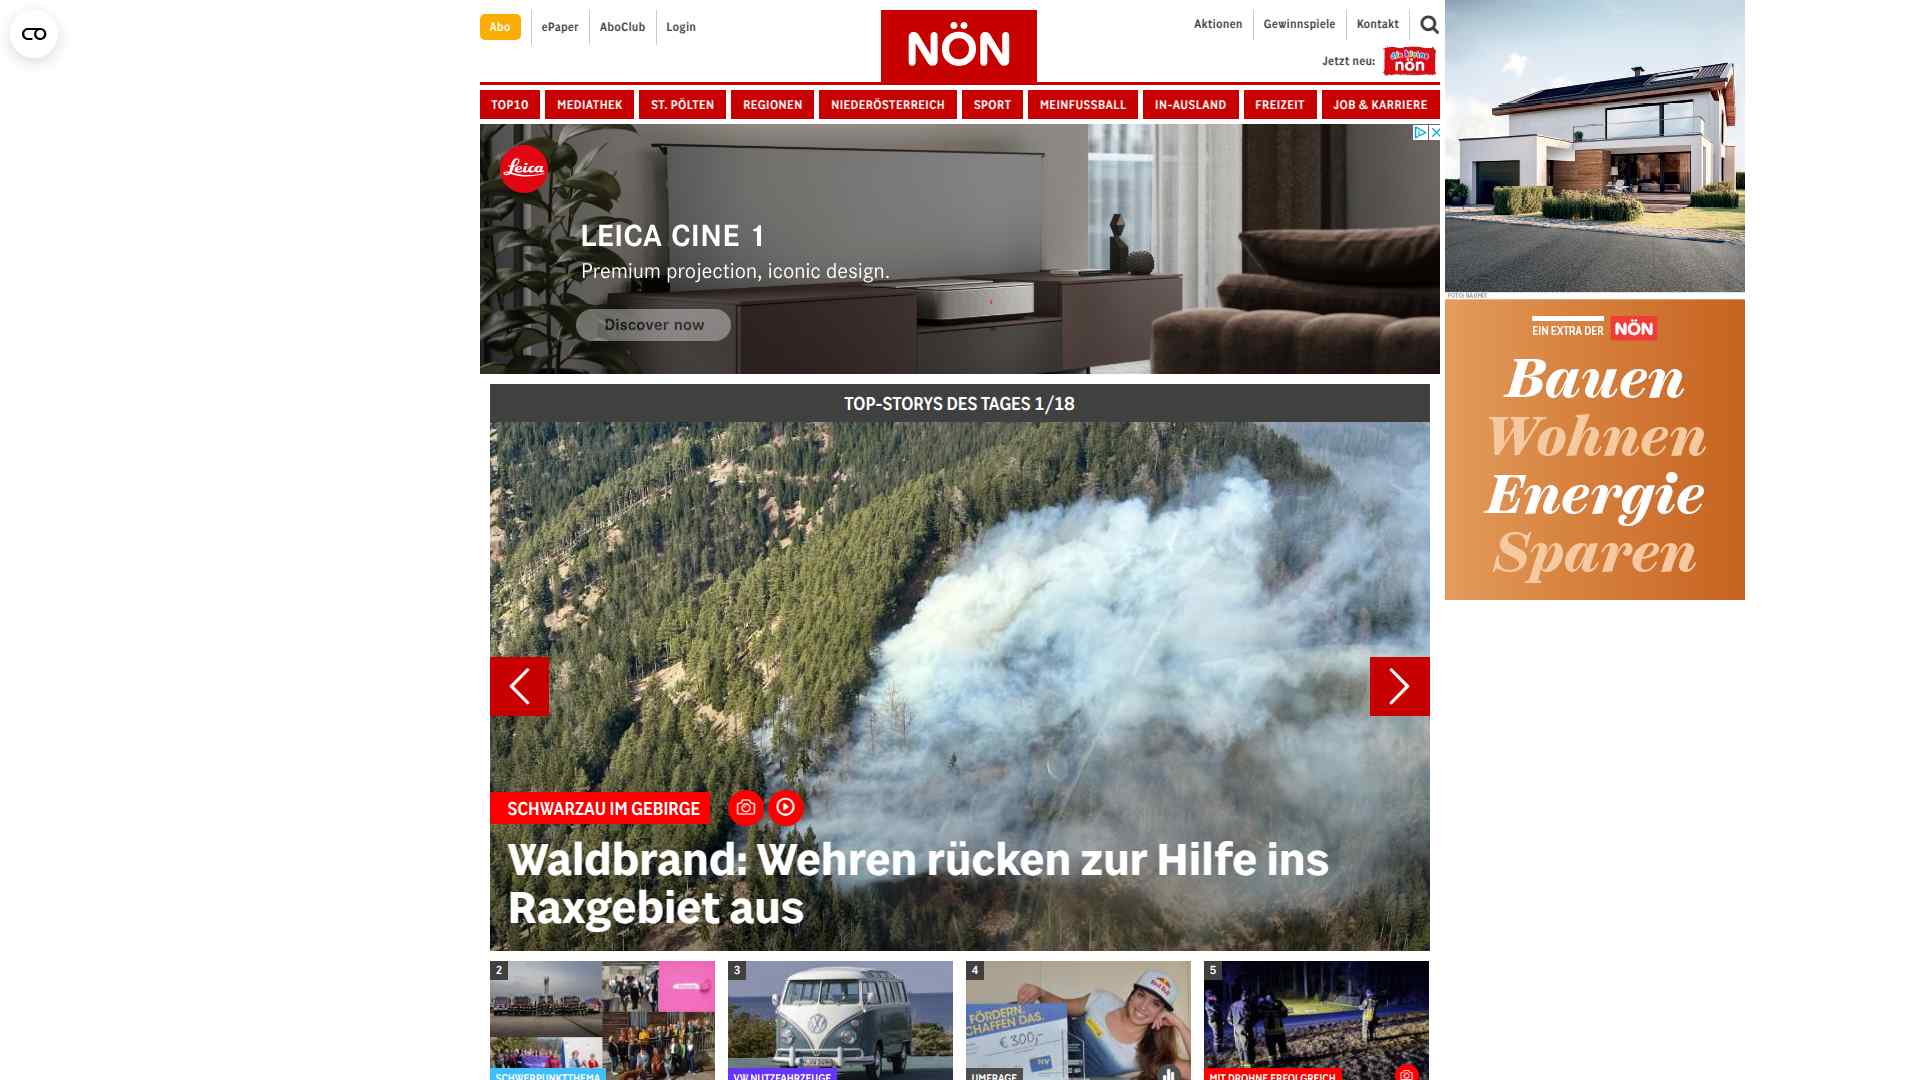 Abo
ePaper
AboClub
Login
NÖN
Aktionen
Gewinnspiele
Kontakt
Jetzt neu:
die kleine
nön
TOP10
MEDIATHEK
ST. PÖLTEN
REGIONEN
NIEDERÖSTERREICH
SPORT
MEINFUSSBALL
IN-AUSLAND
FREIZEIT
JOB & KARRIERE
Leica
LEICA CINE 1
Premium projection, iconic design.
Discover now
EIN EXTRA DER NÖN
Bauen
Wohnen
Energie
Sparen
TOP-STORYS DES TAGES 1/18
SCHWARZAU IM GEBIRGE
Waldbrand: Wehren rücken zur Hilfe ins
Raxgebiet aus
2
SCHWERPUNKTTHEMA
3
VW NUTZFAHRZEUGE
4
FÖRDERN.
SCHAFFEN DAS.
€ 300,-
NV
Red Bull
UMFRAGE
5
MIT DROHNE ERFOLGREICH